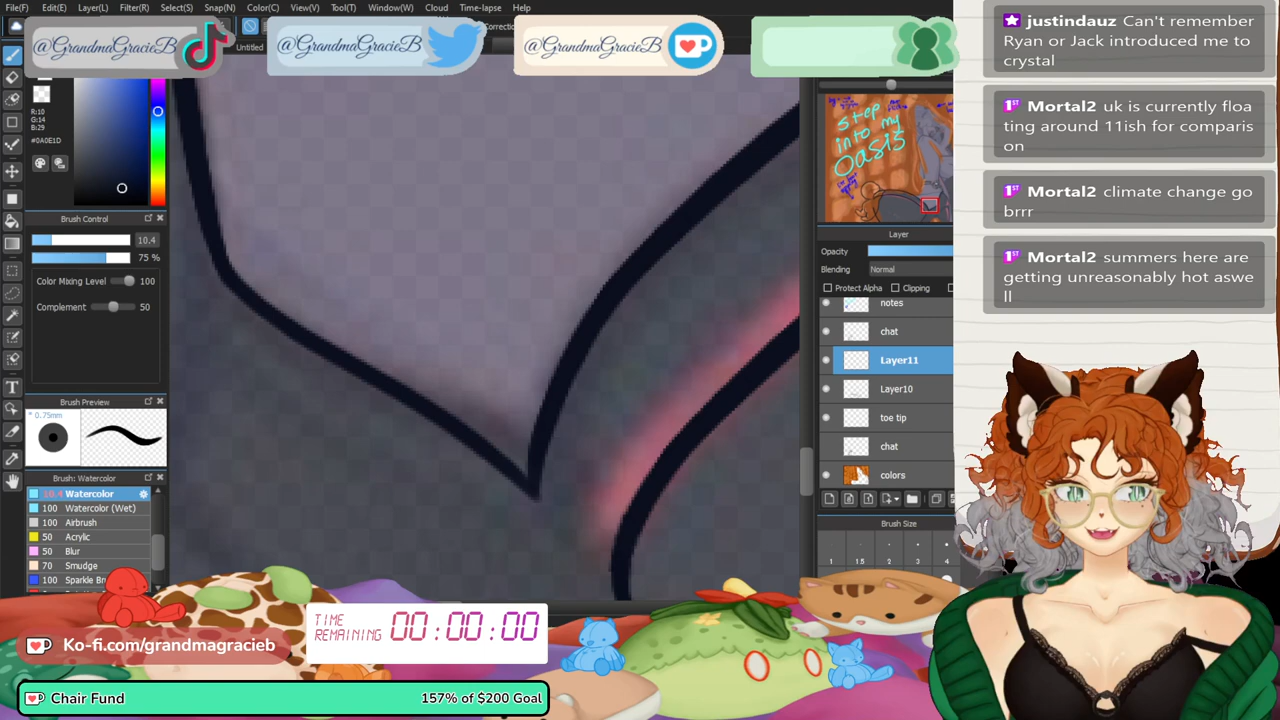 File(F) Edit(E) Layer(L) Filter(R) Select(S) Snap(N) Color(C) View(V) Tool(T) Window(W) Cloud Time-lapse Help
@GrandmaGracieB
@GrandmaGracieB
@GrandmaGracieB
Untitled
Correction
R:10
G:14
B:29
#0A0E1D
Brush Control
10.4
75 %
Color Mixing Level 100
Complement 50
Brush Preview
* 0.75mm
Brush: Watercolor
10.4 Watercolor
100 Watercolor (Wet)
100 Airbrush
50 Acrylic
50 Blur
70 Smudge
100 Sparkle Br
step
into my
Oasis
Layer
Opacity
Blending Normal
Protect Alpha Clipping
notes
chat
Layer11
Layer10
toe tip
chat
colors
Brush Size
1 1.5 2 3 4
justindauz Can't remember
Ryan or Jack introduced me to
crystal
1ST Mortal2 uk is currently floa
ting around 11ish for comparis
on
1ST Mortal2 climate change go
brrr
1ST Mortal2 summers here are
getting unreasonably hot aswe
ll
Ko-fi.com/grandmagracieb
TIME
REMAINING 00:00:00
Chair Fund 157% of $200 Goal